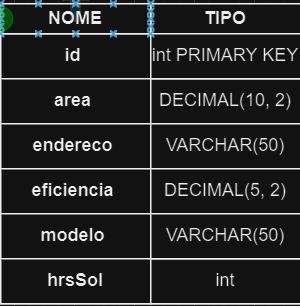 NOME TIPO
id int PRIMARY KEY
area DECIMAL(10, 2)
endereco VARCHAR(50)
eficiencia DECIMAL(5, 2)
modelo VARCHAR(50)
hrsSol int